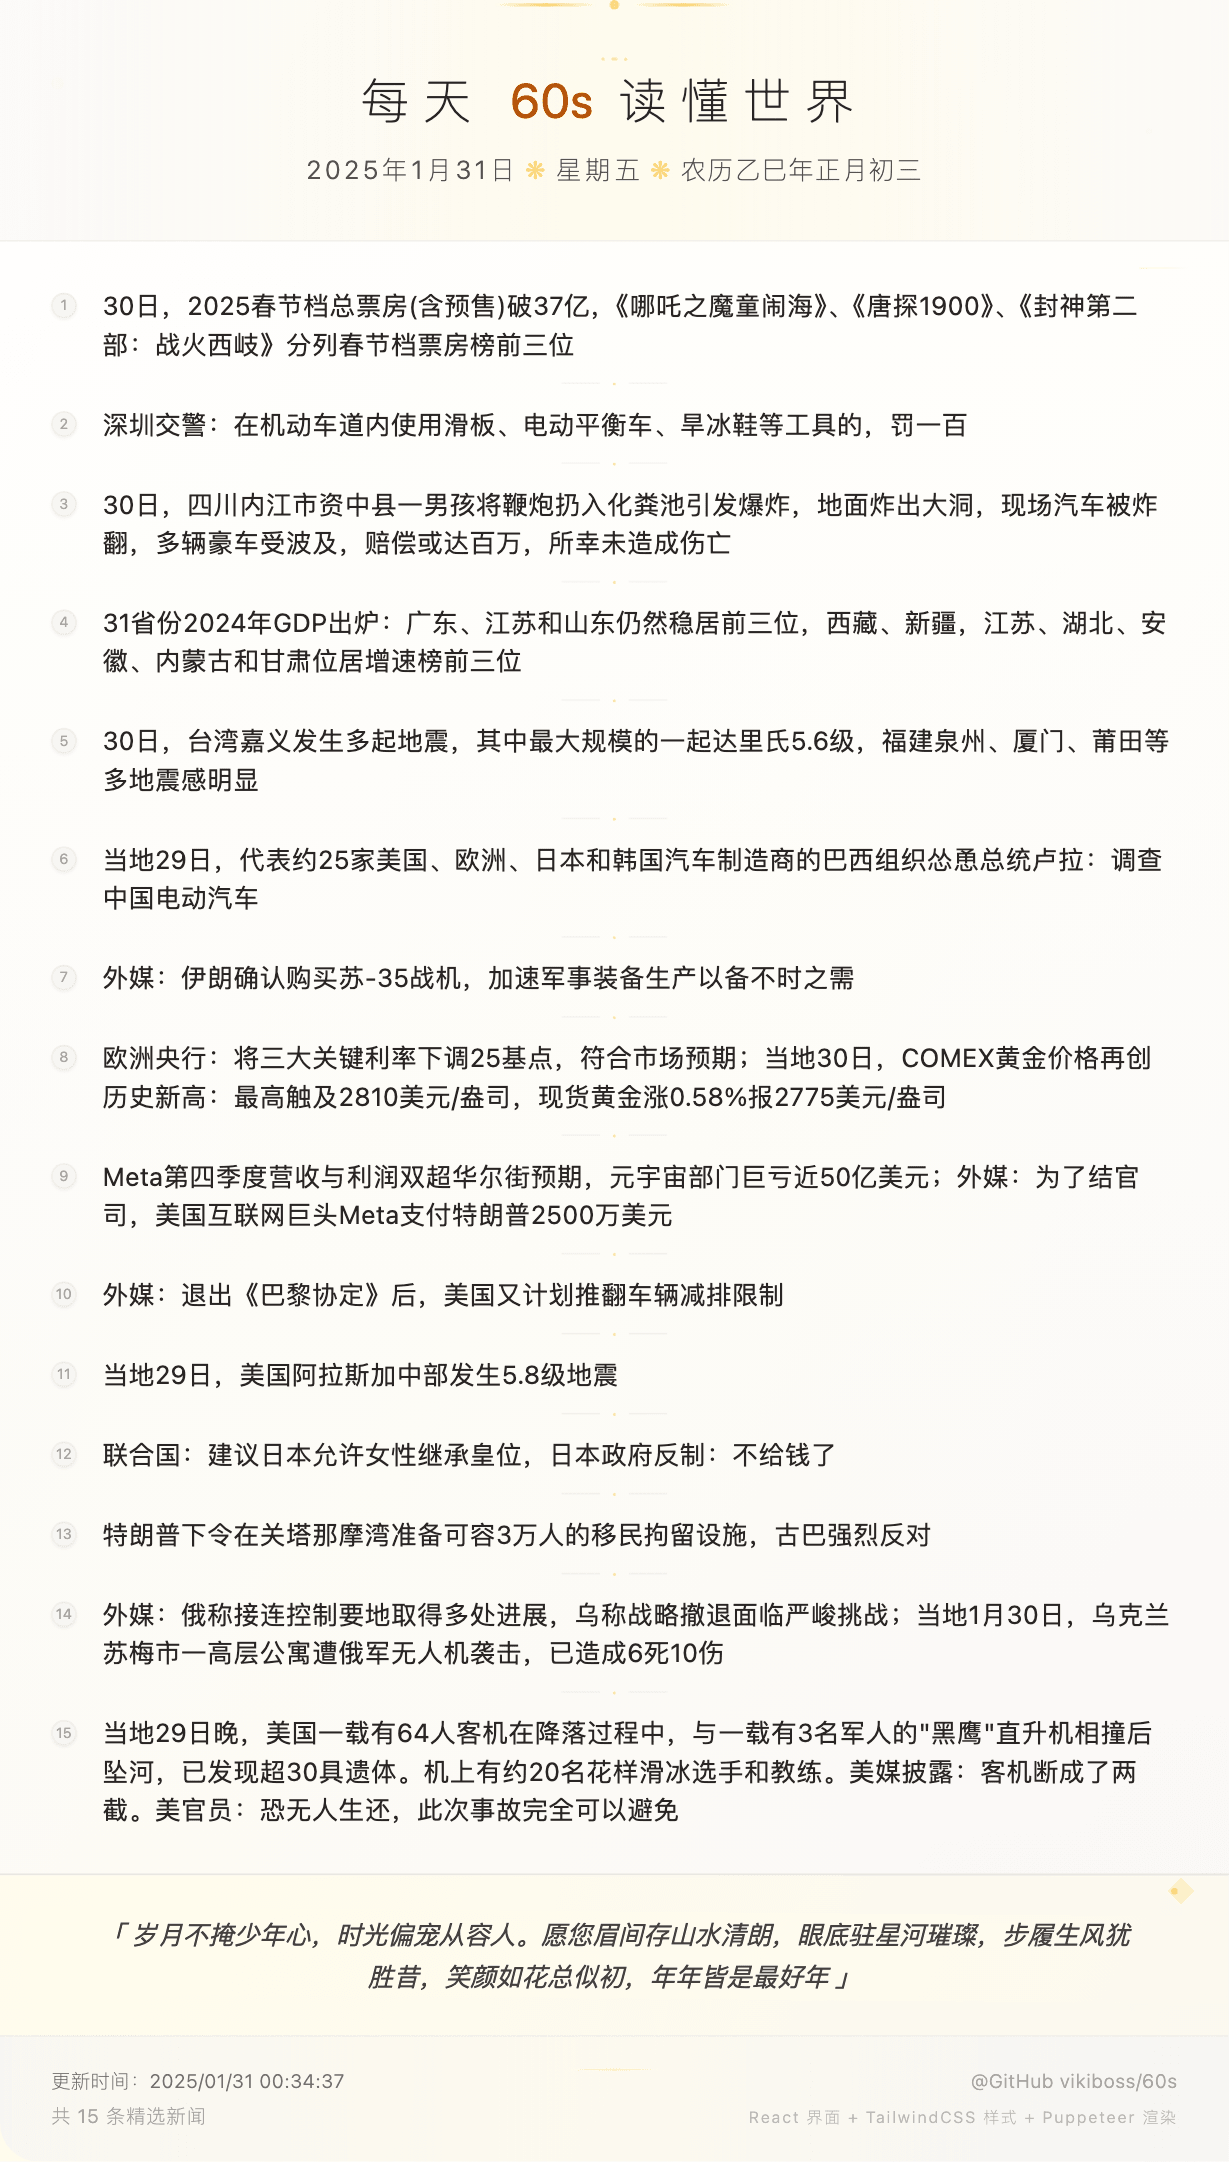 每天 60s 读懂世界
2025年1月31日 ❋ 星期五 ❋ 农历乙巳年正月初三
1 30日，2025春节档总票房(含预售)破37亿，《哪吒之魔童闹海》、《唐探1900》、《封神第二
部：战火西岐》分列春节档票房榜前三位
2 深圳交警：在机动车道内使用滑板、电动平衡车、旱冰鞋等工具的，罚一百
3 30日，四川内江市资中县一男孩将鞭炮扔入化粪池引发爆炸，地面炸出大洞，现场汽车被炸
翻，多辆豪车受波及，赔偿或达百万，所幸未造成伤亡
4 31省份2024年GDP出炉：广东、江苏和山东仍然稳居前三位，西藏、新疆，江苏、湖北、安
徽、内蒙古和甘肃位居增速榜前三位
5 30日，台湾嘉义发生多起地震，其中最大规模的一起达里氏5.6级，福建泉州、厦门、莆田等
多地震感明显
6 当地29日，代表约25家美国、欧洲、日本和韩国汽车制造商的巴西组织怂恿总统卢拉：调查
中国电动汽车
7 外媒：伊朗确认购买苏-35战机，加速军事装备生产以备不时之需
8 欧洲央行：将三大关键利率下调25基点，符合市场预期；当地30日，COMEX黄金价格再创
历史新高：最高触及2810美元/盎司，现货黄金涨0.58%报2775美元/盎司
9 Meta第四季度营收与利润双超华尔街预期，元宇宙部门巨亏近50亿美元；外媒：为了结官
司，美国互联网巨头Meta支付特朗普2500万美元
10 外媒：退出《巴黎协定》后，美国又计划推翻车辆减排限制
11 当地29日，美国阿拉斯加中部发生5.8级地震
12 联合国：建议日本允许女性继承皇位，日本政府反制：不给钱了
13 特朗普下令在关塔那摩湾准备可容3万人的移民拘留设施，古巴强烈反对
14 外媒：俄称接连控制要地取得多处进展，乌称战略撤退面临严峻挑战；当地1月30日，乌克兰
苏梅市一高层公寓遭俄军无人机袭击，已造成6死10伤
15 当地29日晚，美国一载有64人客机在降落过程中，与一载有3名军人的"黑鹰"直升机相撞后
坠河，已发现超30具遗体。机上有约20名花样滑冰选手和教练。美媒披露：客机断成了两
截。美官员：恐无人生还，此次事故完全可以避免
「 岁月不掩少年心，时光偏宠从容人。愿您眉间存山水清朗，眼底驻星河璀璨，步履生风犹
胜昔，笑颜如花总似初，年年皆是最好年 」
更新时间：2025/01/31 00:34:37
@GitHub vikiboss/60s
共 15 条精选新闻
React 界面 + TailwindCSS 样式 + Puppeteer 渲染